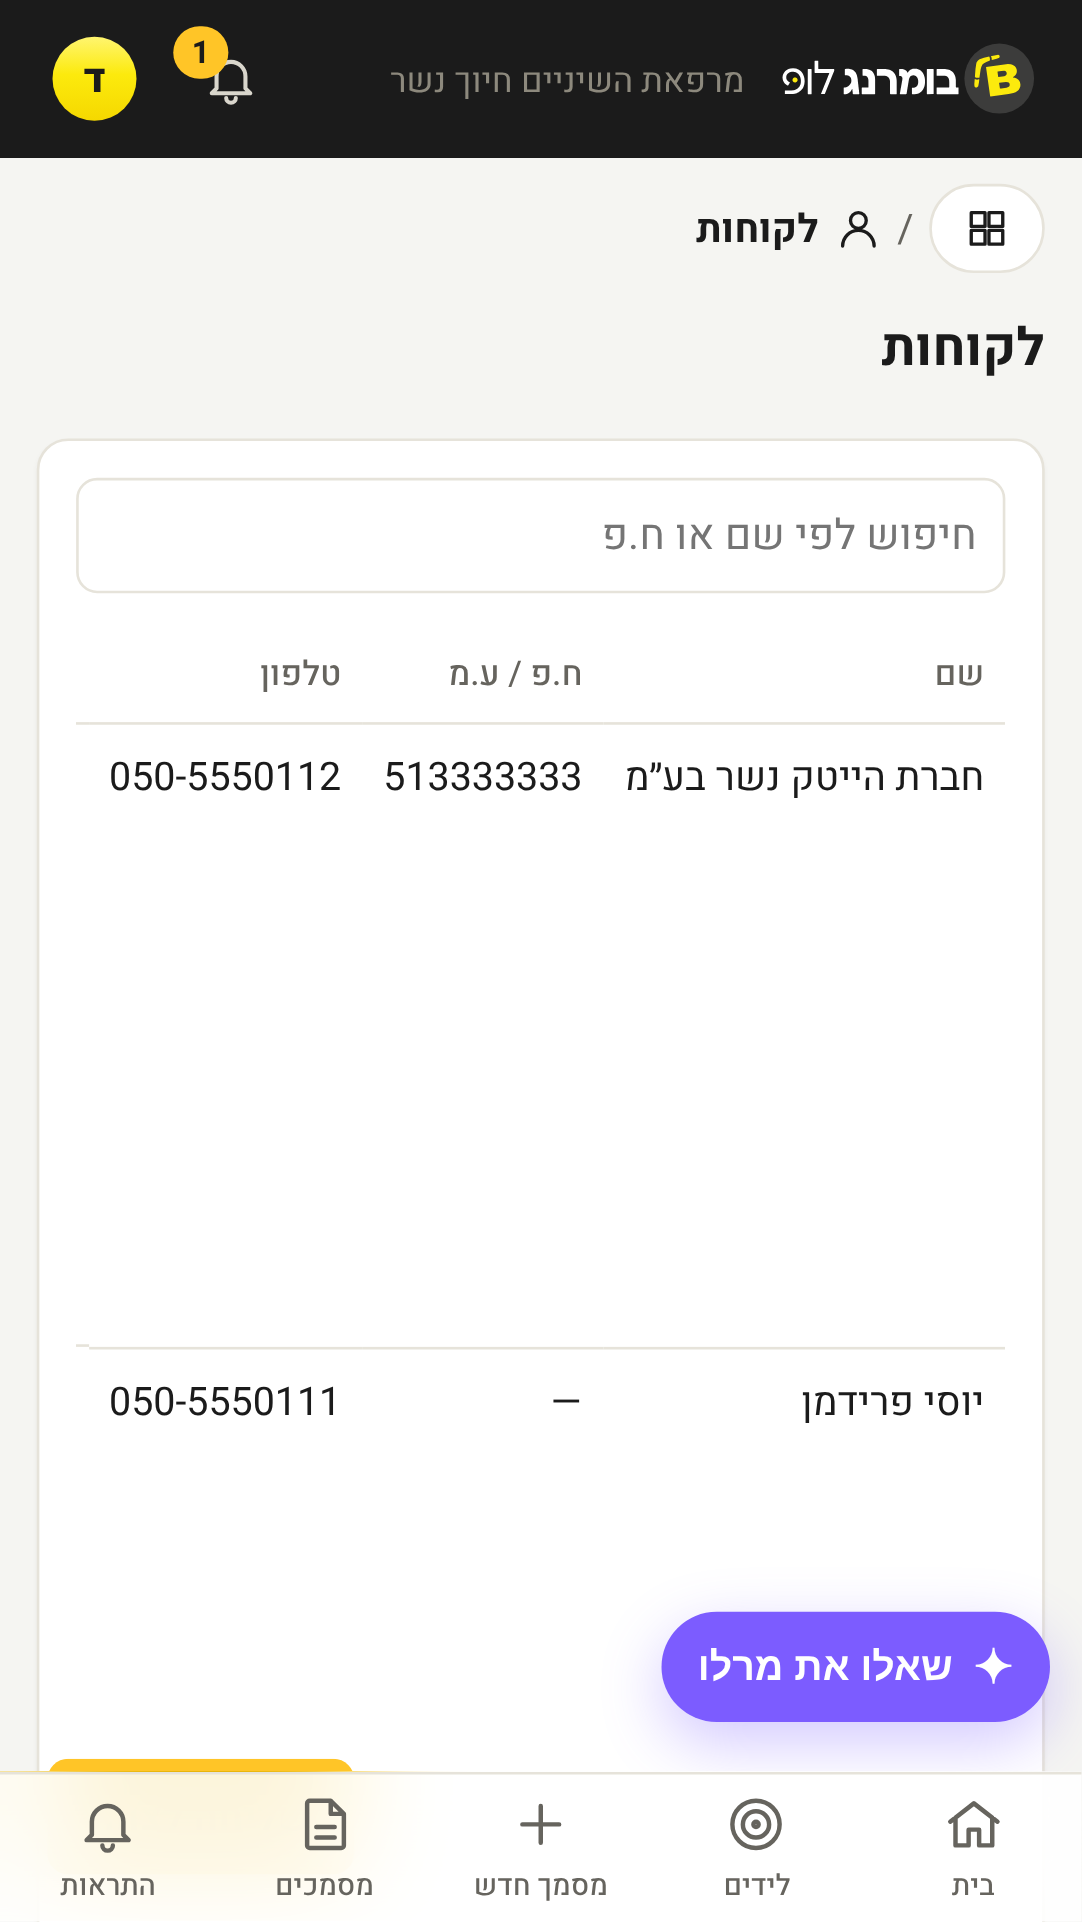 בומרנג לופ מרפאת השיניים חיוך נשר 1 ד
/ לקוחות
לקוחות
חיפוש לפי שם או ח.פ
שם ח.פ / ע.מ טלפון
חברת הייטק נשר בע״מ 513333333 050-5550112
יוסי פרידמן — 050-5550111
שאלו את מרלו
בית לידים מסמך חדש מסמכים התראות